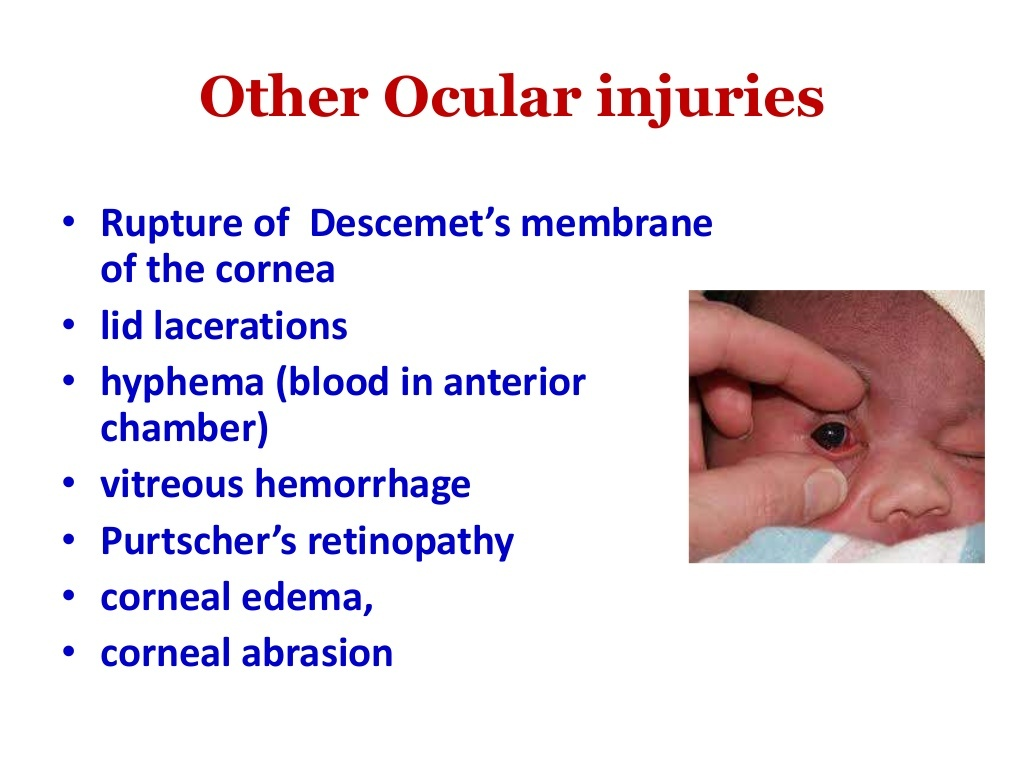 Other Ocular injuries
• Rupture of  Descemet’s membrane
of the cornea
• lid lacerations
• hyphema (blood in anterior
chamber)
• vitreous hemorrhage
• Purtscher’s retinopathy
• corneal edema,
• corneal abrasion